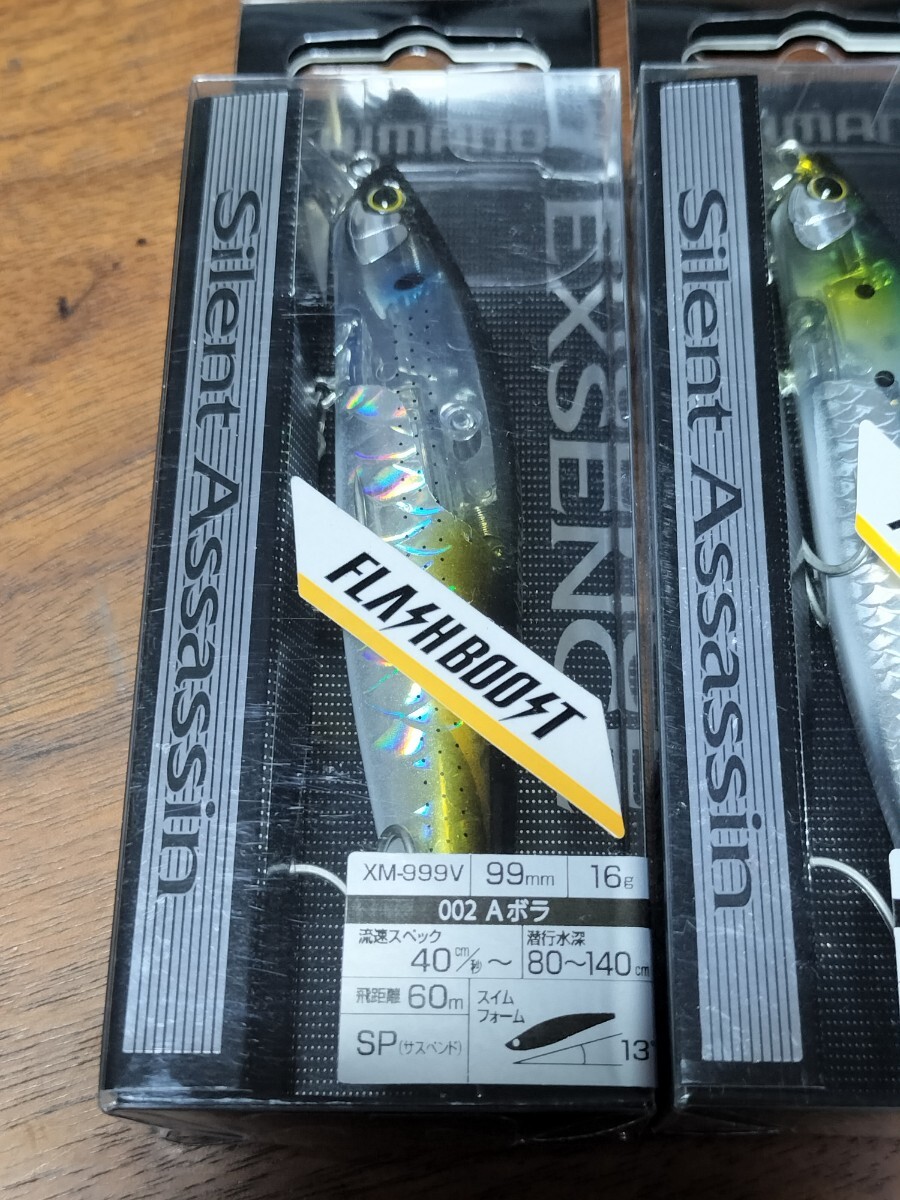 Silent Assassin
EXSENCE
FLASHBOOST
XM-999V 99mm 16g
002 Aボラ
流速スペック
40cm/秒~
潜行水深
80~140cm
飛距離 60m
スイム
フォーム
SP(サスペンド)
13°
Silent Assassin